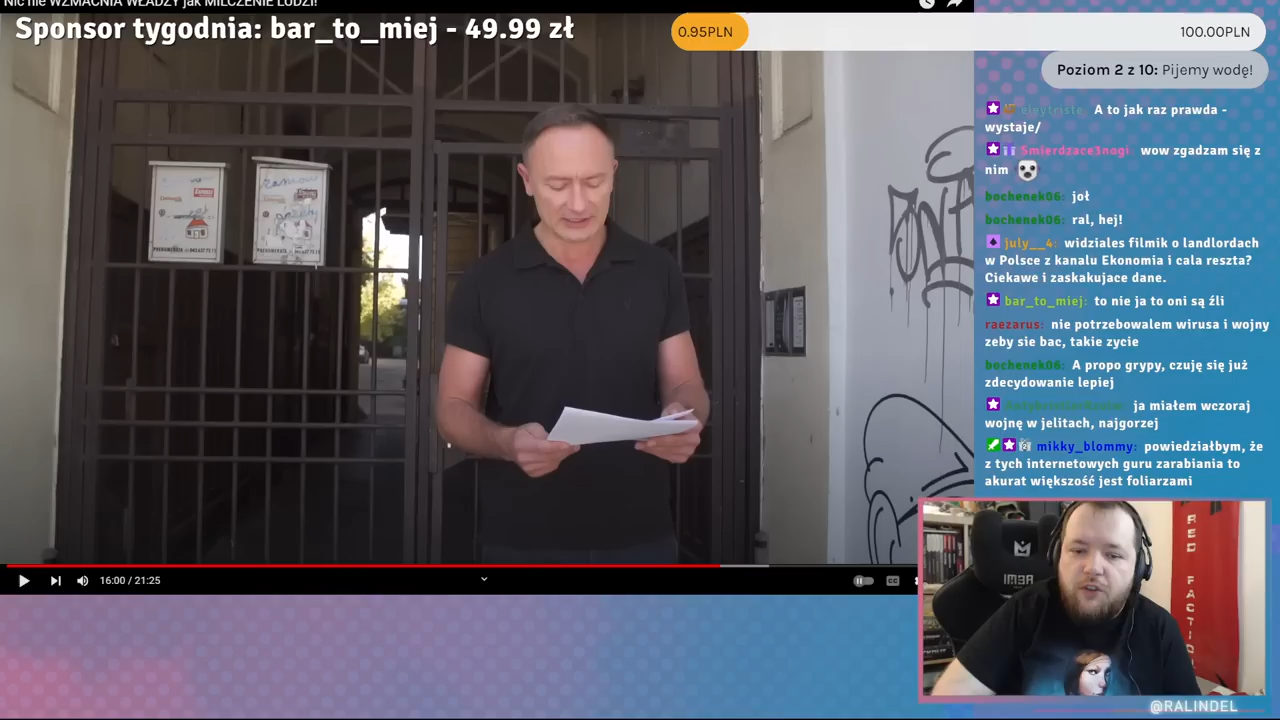 Nic nie WZMACNIA WŁADZY jak MILCZENIE LUDZI!
Sponsor tygodnia: bar_to_miej - 49.99 zł
0.95PLN
100.00PLN
Poziom 2 z 10: Pijemy wodę!
eleytriste: A to jak raz prawda -
wystaje/
Smierdzace3nogi wow zgadzam się z
nim
bochenek06: joł
bochenek06: ral, hej!
july__4: widziales filmik o landlordach
w Polsce z kanalu Ekonomia i cala reszta?
Ciekawe i zaskakujace dane.
bar_to_miej: to nie ja to oni są źli
raezarus: nie potrzebowalem wirusa i wojny
zeby sie bac, takie zycie
bochenek06: A propo grypy, czuję się już
zdecydowanie lepiej
ja miałem wczoraj
wojnę w jelitach, najgorzej
mikky_blommy: powiedziałbym, że
z tych internetowych guru zarabiania to
akurat większość jest foliarzami
16:00 / 21:25
CC
RED FACTIO
@RALINDEL